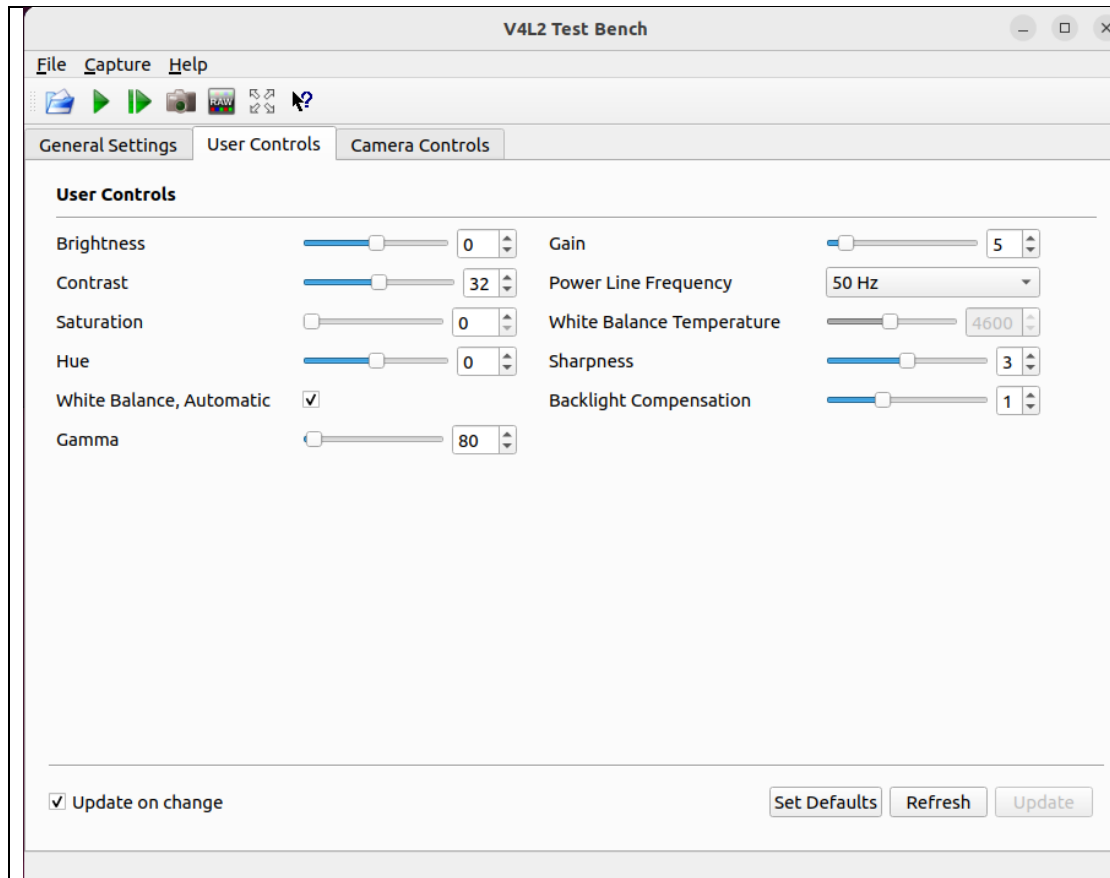 V4L2 Test Bench
File Capture Help
RAW
General Settings User Controls Camera Controls
User Controls
Brightness 0 Gain 5
Contrast 32 Power Line Frequency 50 Hz
Saturation 0 White Balance Temperature 4600
Hue 0 Sharpness 3
White Balance, Automatic Backlight Compensation 1
Gamma 80
Update on change Set Defaults Refresh Update